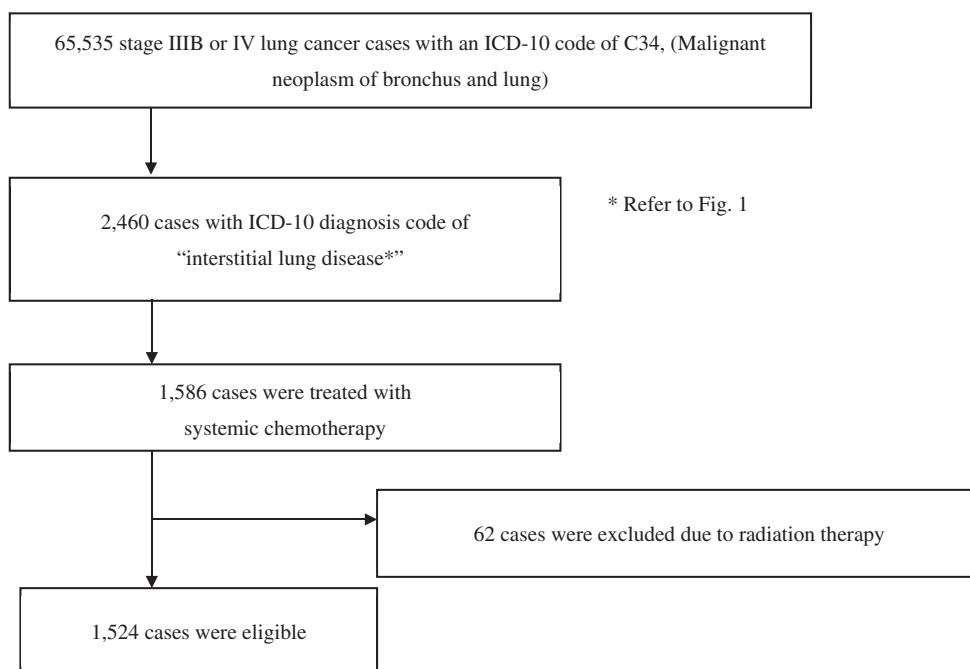 65,535 stage IIIB or IV lung cancer cases with an ICD-10 code of C34, (Malignant
neoplasm of bronchus and lung)
2,460 cases with ICD-10 diagnosis code of
“interstitial lung disease*”
* Refer to Fig. 1
1,586 cases were treated with
systemic chemotherapy
62 cases were excluded due to radiation therapy
1,524 cases were eligible